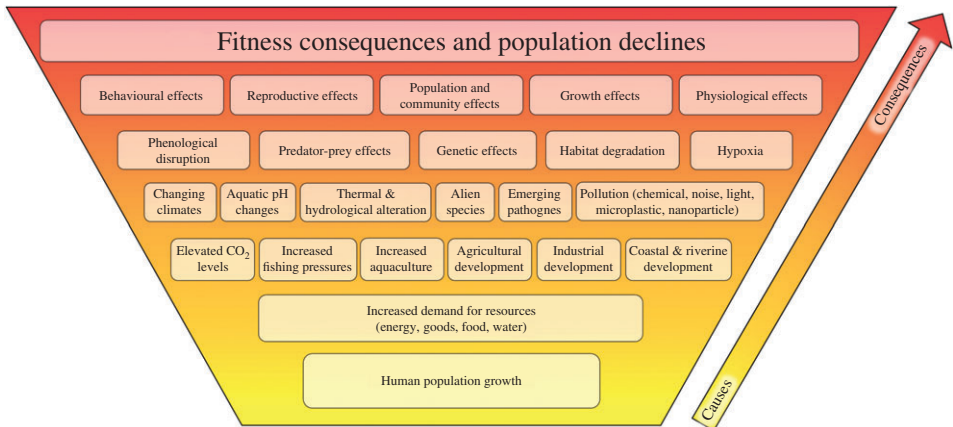 Fitness consequences and population declines
Behavioural effects
Reproductive effects
Population and
community effects
Growth effects
Physiological effects
Phenological
disruption
Predator-prey effects
Genetic effects
Habitat degradation
Hypoxia
Changing
climates
Aquatic pH
changes
Thermal &
hydrological alteration
Alien
species
Emerging
pathognes
Pollution (chemical, noise, light,
microplastic, nanoparticle)
Elevated CO₂
levels
Increased
fishing pressures
Increased
aquaculture
Agricultural
development
Industrial
development
Coastal & riverine
development
Increased demand for resources
(energy, goods, food, water)
Human population growth
Consequences
Causes